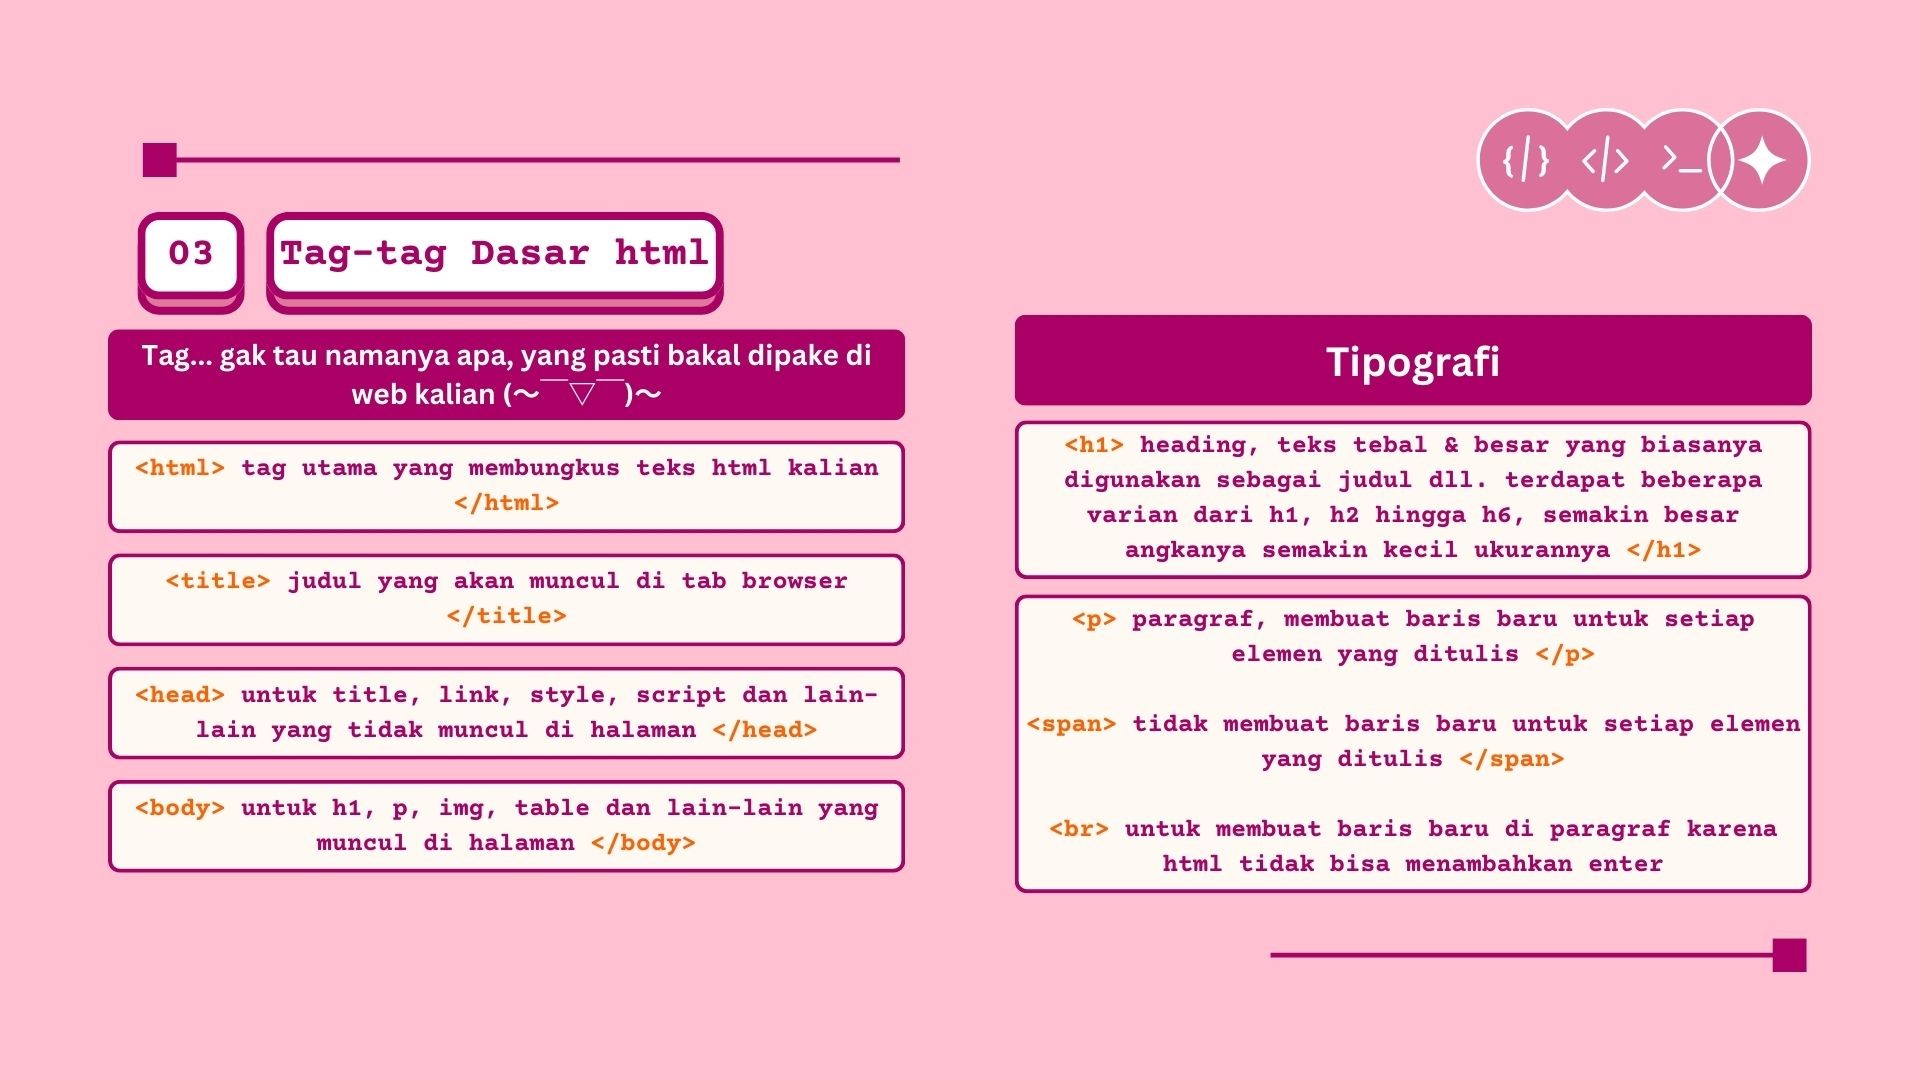 03
Tag-tag Dasar html
Tag... gak tau namanya apa, yang pasti bakal dipake di
web kalian (～￣▽￣)～
<html> tag utama yang membungkus teks html kalian
</html>
<title> judul yang akan muncul di tab browser
</title>
<head> untuk title, link, style, script dan lain-
lain yang tidak muncul di halaman </head>
<body> untuk h1, p, img, table dan lain-lain yang
muncul di halaman </body>
Tipografi
<h1> heading, teks tebal & besar yang biasanya
digunakan sebagai judul dll. terdapat beberapa
varian dari h1, h2 hingga h6, semakin besar
angkanya semakin kecil ukurannya </h1>
<p> paragraf, membuat baris baru untuk setiap
elemen yang ditulis </p>
<span> tidak membuat baris baru untuk setiap elemen
yang ditulis </span>
<br> untuk membuat baris baru di paragraf karena
html tidak bisa menambahkan enter